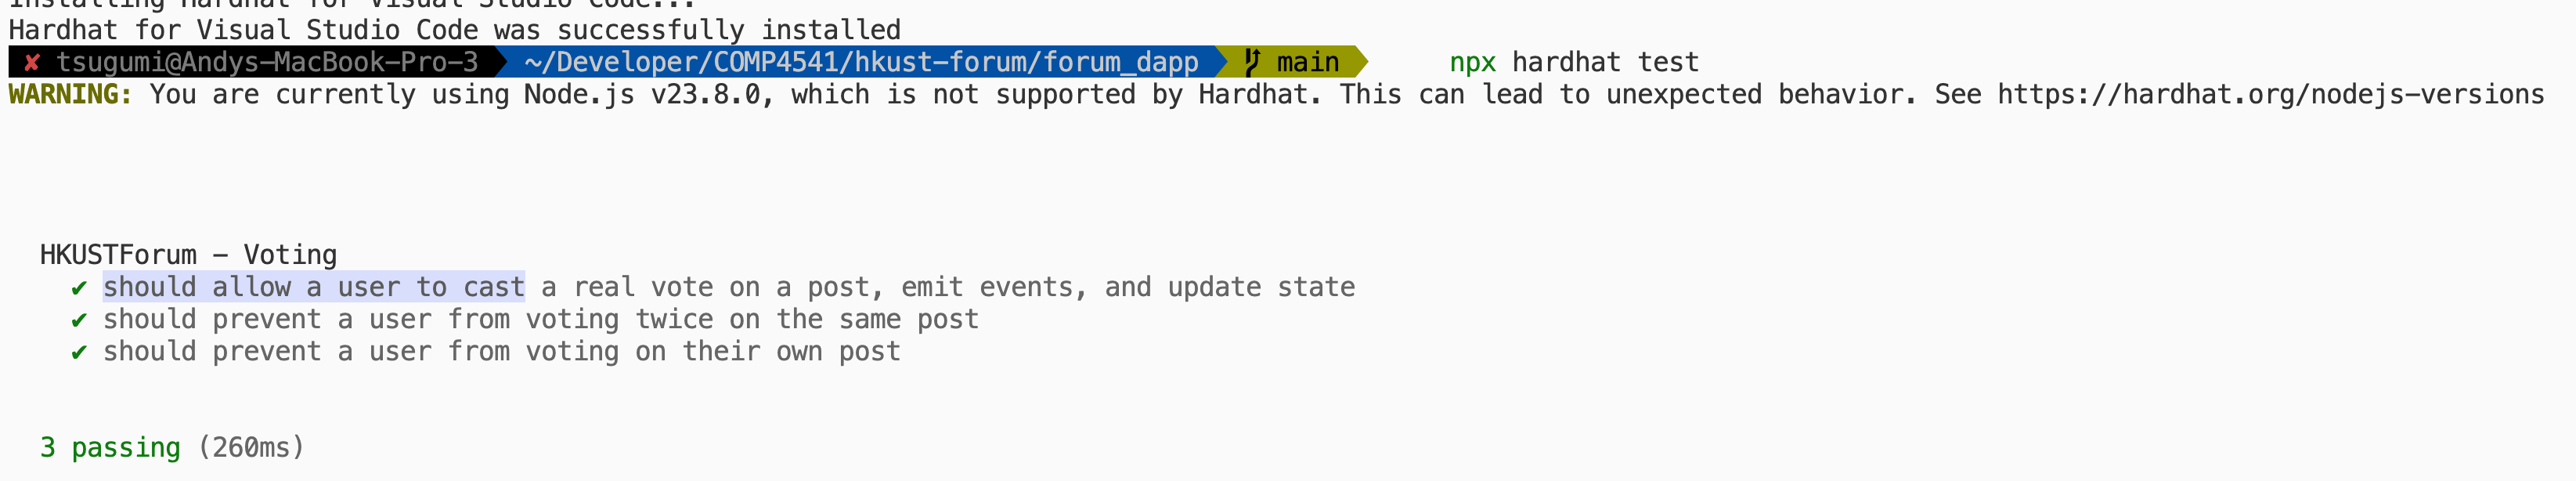 Installing Hardhat for Visual Studio Code...
Hardhat for Visual Studio Code was successfully installed
✘ tsugumi@Andys-MacBook-Pro-3 ~/Developer/COMP4541/hkust-forum/forum_dapp main npx hardhat test
WARNING: You are currently using Node.js v23.8.0, which is not supported by Hardhat. This can lead to unexpected behavior. See https://hardhat.org/nodejs-versions
HKUSTForum - Voting
✔ should allow a user to cast a real vote on a post, emit events, and update state
✔ should prevent a user from voting twice on the same post
✔ should prevent a user from voting on their own post
3 passing (260ms)